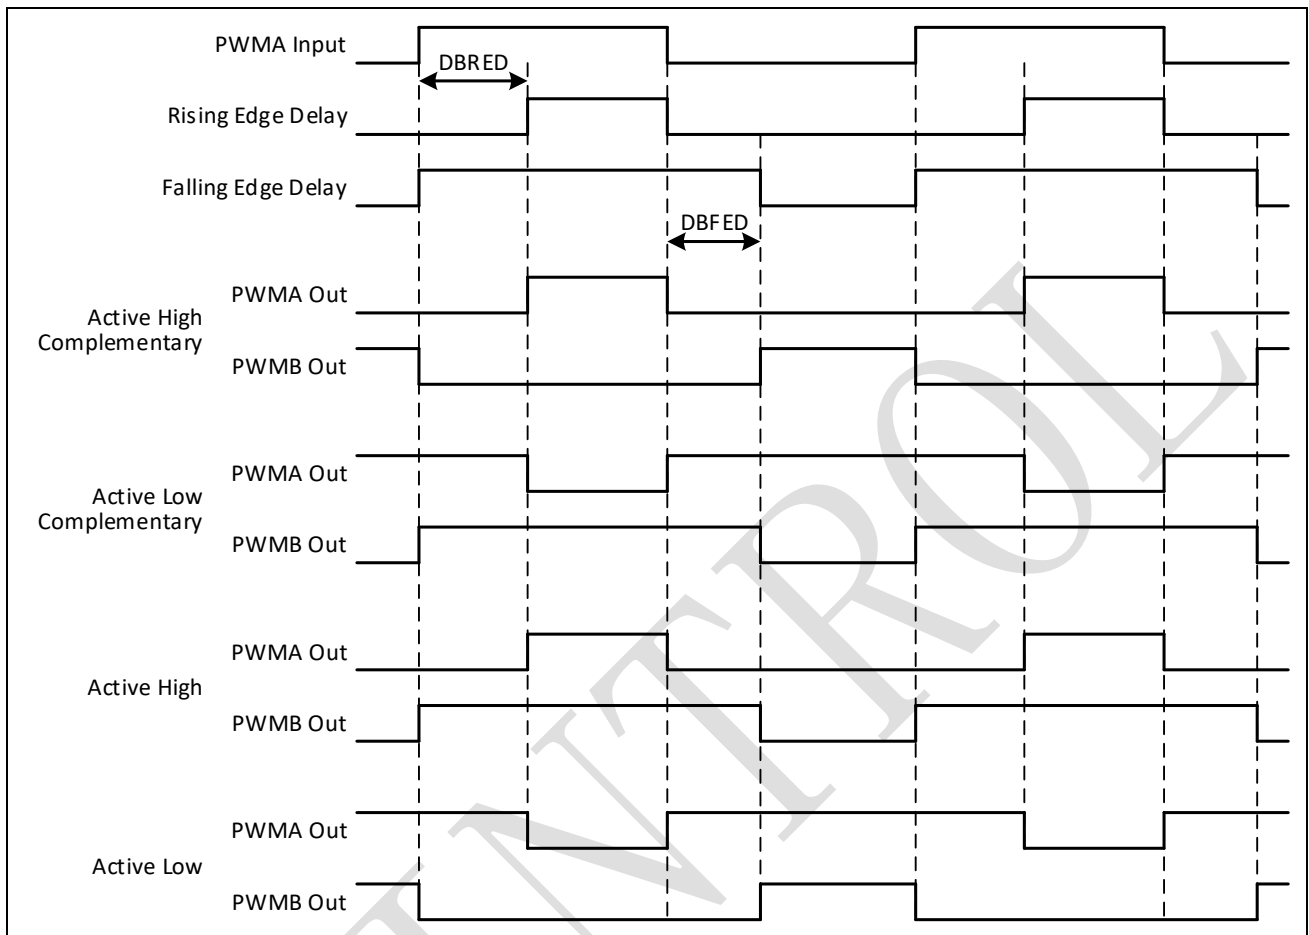 PWMA Input
DBRED
Rising Edge Delay
Falling Edge Delay
DBFED
Active High
Complementary
PWMA Out
PWMB Out
Active Low
Complementary
PWMA Out
PWMB Out
Active High
PWMA Out
PWMB Out
Active Low
PWMA Out
PWMB Out
NTROL